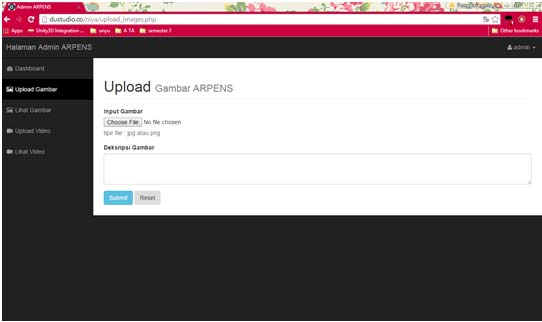 Admin ARPENS
dustudio.co/niya/upload_images.php
Apps
Unity3D Integration ...
unyu
A TA
semester 7
Other bookmarks
Halaman Admin ARPENS
admin
Dashboard
Upload Gambar
Lihat Gambar
Upload Video
Lihat Video
Upload Gambar ARPENS
Input Gambar
Choose File No file chosen
tipe file : jpg atau png
Deksripsi Gambar
Submit
Reset